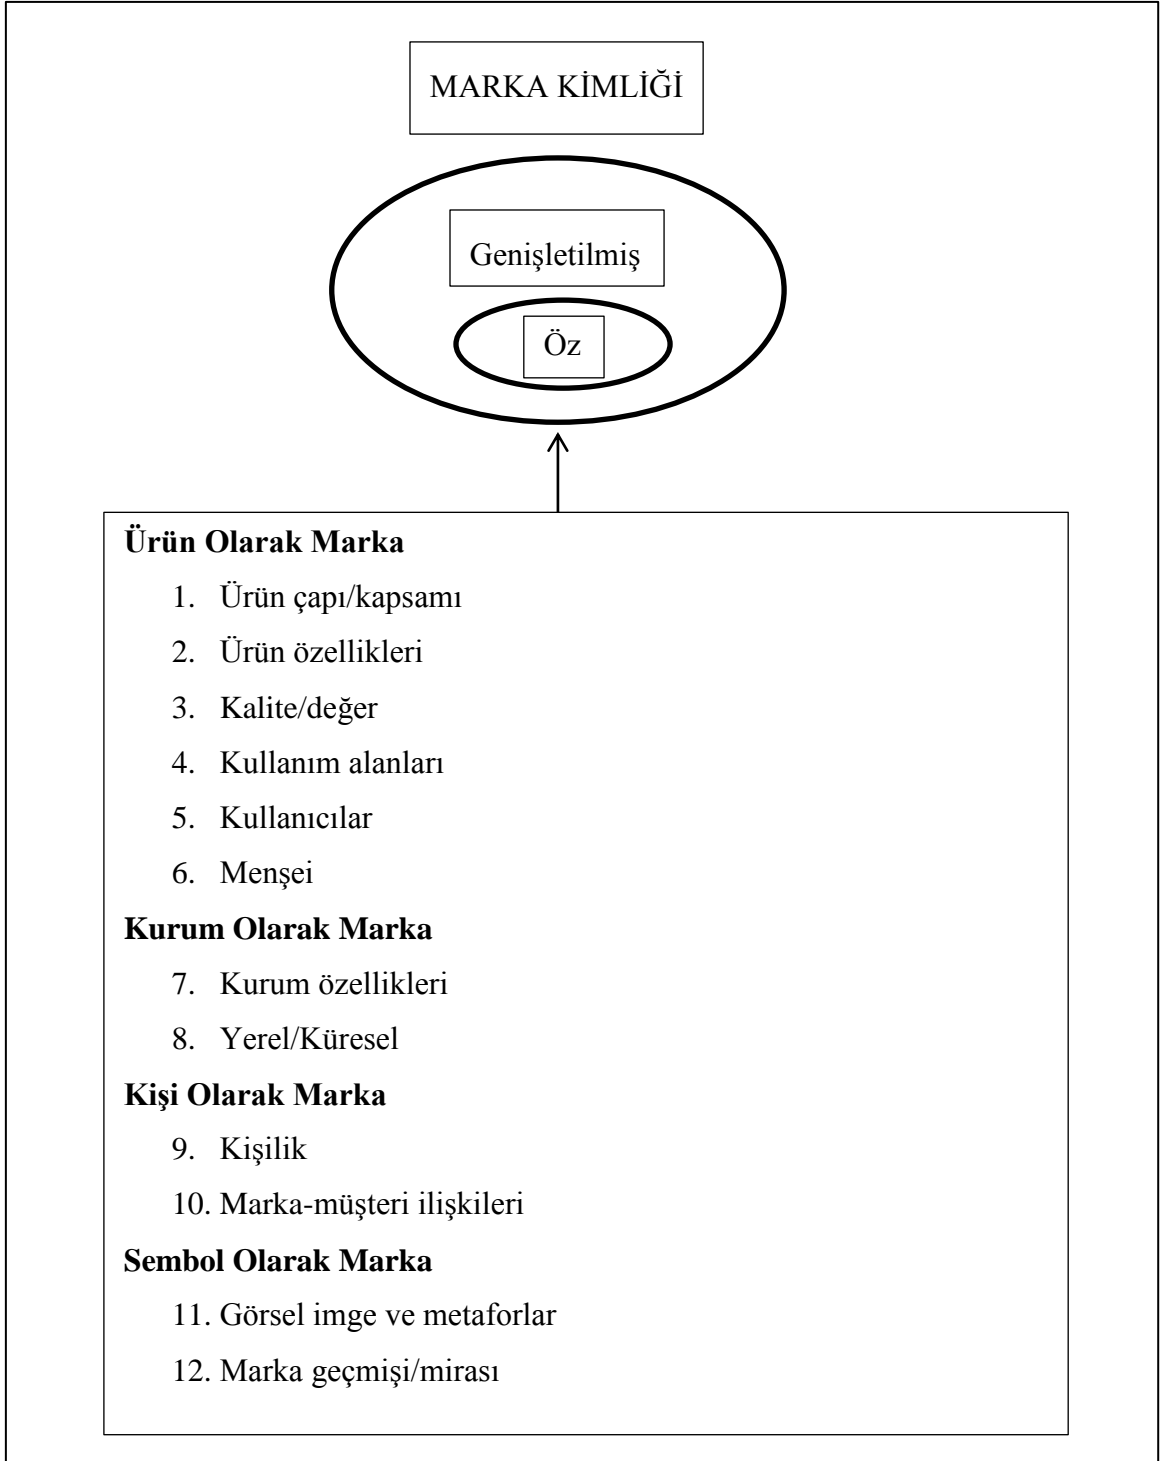 MARKA KİMLİĞİ
Genişletilmiş
Öz
Ürün Olarak Marka
1. Ürün çapı/kapsamı
2. Ürün özellikleri
3. Kalite/değer
4. Kullanım alanları
5. Kullanıcılar
6. Menşei
Kurum Olarak Marka
7. Kurum özellikleri
8. Yerel/Küresel
Kişi Olarak Marka
9. Kişilik
10. Marka-müşteri ilişkileri
Sembol Olarak Marka
11. Görsel imge ve metaforlar
12. Marka geçmişi/mirası